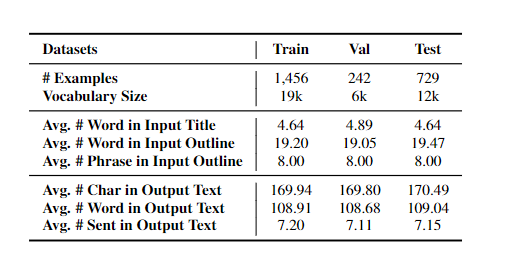 Datasets Train Val Test
# Examples 1,456 242 729
Vocabulary Size 19k 6k 12k
Avg. # Word in Input Title 4.64 4.89 4.64
Avg. # Word in Input Outline 19.20 19.05 19.47
Avg. # Phrase in Input Outline 8.00 8.00 8.00
Avg. # Char in Output Text 169.94 169.80 170.49
Avg. # Word in Output Text 108.91 108.68 109.04
Avg. # Sent in Output Text 7.20 7.11 7.15